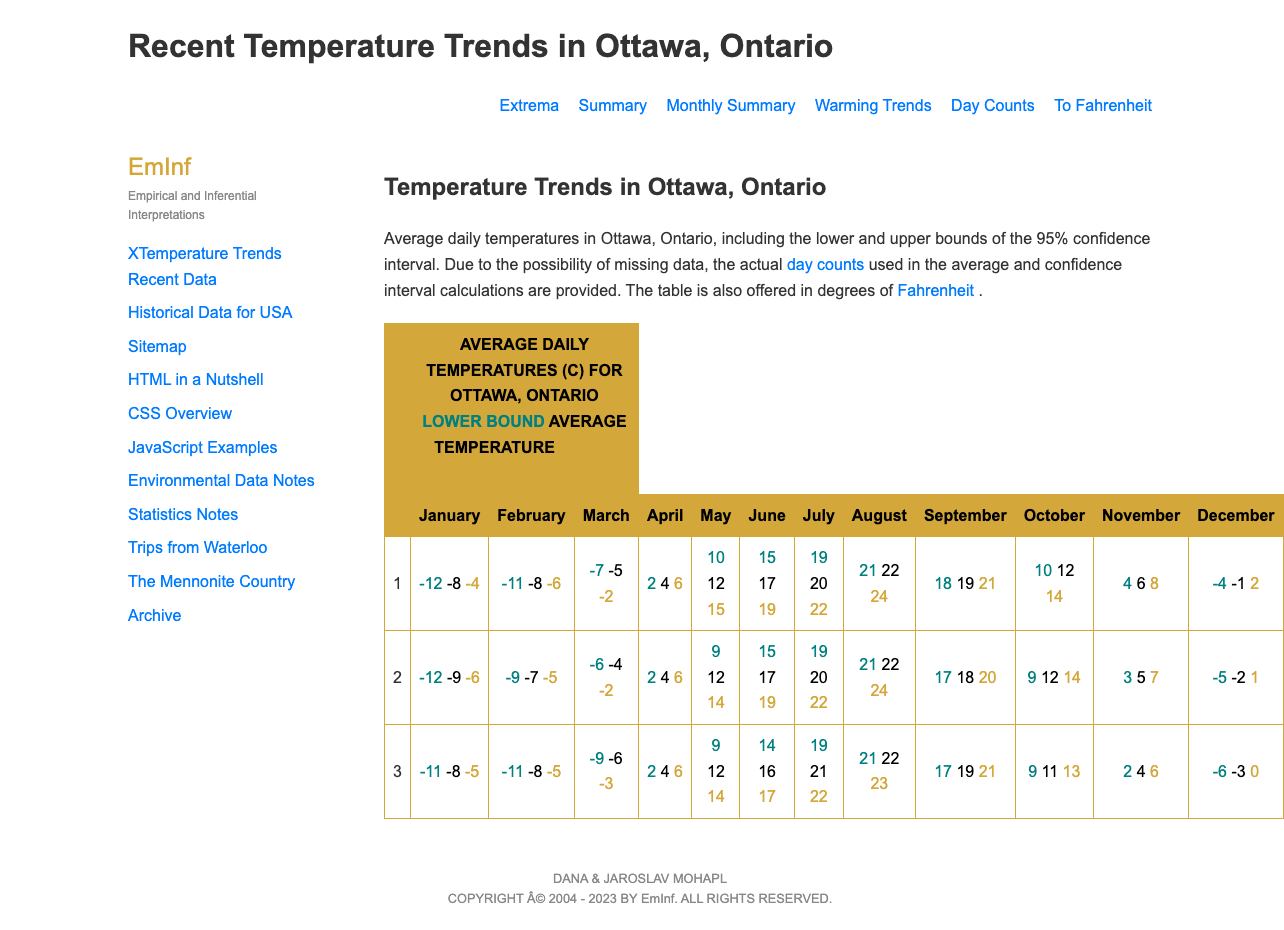 Recent Temperature Trends in Ottawa, Ontario
Extrema Summary Monthly Summary Warming Trends Day Counts To Fahrenheit
EmInf
Empirical and Inferential
Interpretations
XTemperature Trends
Recent Data
Historical Data for USA
Sitemap
HTML in a Nutshell
CSS Overview
JavaScript Examples
Environmental Data Notes
Statistics Notes
Trips from Waterloo
The Mennonite Country
Archive
Temperature Trends in Ottawa, Ontario
Average daily temperatures in Ottawa, Ontario, including the lower and upper bounds of the 95% confidence
interval. Due to the possibility of missing data, the actual day counts used in the average and confidence
interval calculations are provided. The table is also offered in degrees of Fahrenheit .
AVERAGE DAILY
TEMPERATURES (C) FOR
OTTAWA, ONTARIO
LOWER BOUND AVERAGE
TEMPERATURE
January February March April May June July August September October November December
1 -12 -8 -4 -11 -8 -6 -7 -5 -2 2 4 6 10 12 15 15 17 19 19 20 22 21 22 24 18 19 21 10 12 14 4 6 8 -4 -1 2
2 -12 -9 -6 -9 -7 -5 -6 -4 -2 2 4 6 9 12 14 15 17 19 19 20 22 21 22 24 17 18 20 9 12 14 3 5 7 -5 -2 1
3 -11 -8 -5 -11 -8 -5 -9 -6 -3 2 4 6 9 12 14 14 16 17 19 21 22 21 22 23 17 19 21 9 11 13 2 4 6 -6 -3 0
DANA & JAROSLAV MOHAPL
COPYRIGHT Â© 2004 - 2023 BY EmInf. ALL RIGHTS RESERVED.